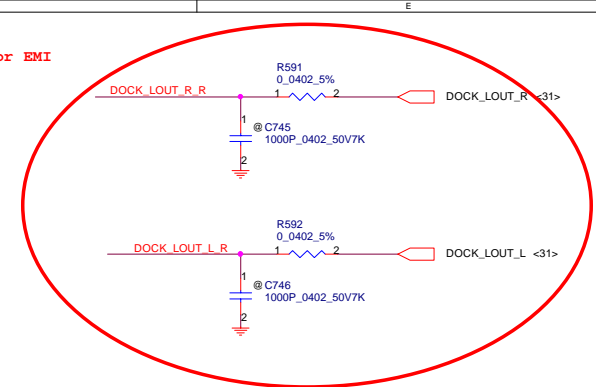 E
or EMI
R591
0_0402_5%
DOCK_LOUT_R_R
1
2
DOCK_LOUT_R <31>
1
@ C745
1000P_0402_50V7K
2
R592
0_0402_5%
DOCK_LOUT_L_R
1
2
DOCK_LOUT_L <31>
1
@ C746
1000P_0402_50V7K
2